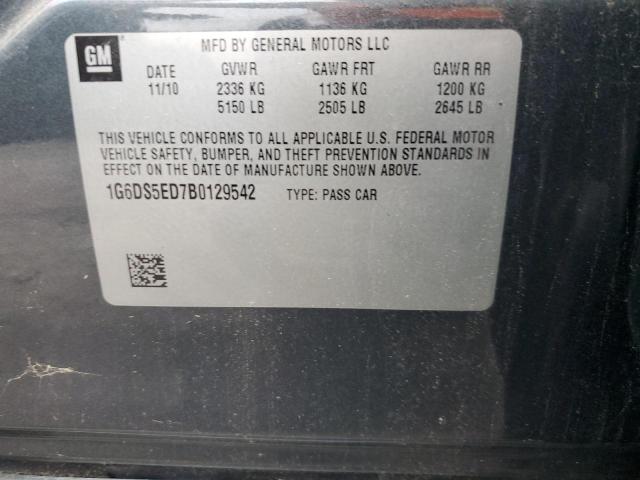 GM
MFD BY GENERAL MOTORS LLC
DATE GVWR GAWR FRT GAWR RR
11/10 2336 KG 1136 KG 1200 KG
5150 LB 2505 LB 2645 LB
THIS VEHICLE CONFORMS TO ALL APPLICABLE U.S. FEDERAL MOTOR
VEHICLE SAFETY, BUMPER, AND THEFT PREVENTION STANDARDS IN
EFFECT ON THE DATE OF MANUFACTURE SHOWN ABOVE.
1G6DS5ED7B0129542 TYPE: PASS CAR